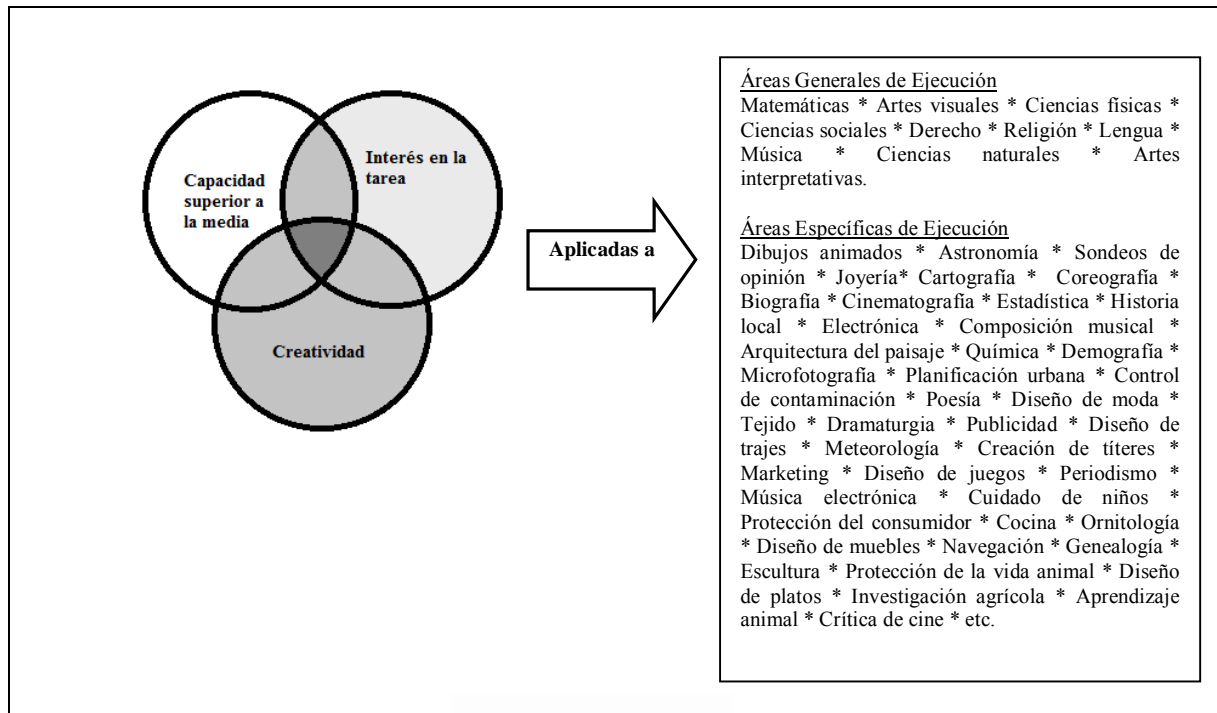 Capacidad
superior a
la media
Interés en la
tarea
Creatividad
Aplicadas a
Áreas Generales de Ejecución
Matemáticas * Artes visuales * Ciencias físicas *
Ciencias sociales * Derecho * Religión * Lengua *
Música * Ciencias naturales * Artes
interpretativas.
Áreas Específicas de Ejecución
Dibujos animados * Astronomía * Sondeos de
opinión * Joyería* Cartografía * Coreografía *
Biografía * Cinematografía * Estadística * Historia
local * Electrónica * Composición musical *
Arquitectura del paisaje * Química * Demografía *
Microfotografía * Planificación urbana * Control
de contaminación * Poesía * Diseño de moda *
Tejido * Dramaturgia * Publicidad * Diseño de
trajes * Meteorología * Creación de títeres *
Marketing * Diseño de juegos * Periodismo *
Música electrónica * Cuidado de niños *
Protección del consumidor * Cocina * Ornitología
* Diseño de muebles * Navegación * Genealogía *
Escultura * Protección de la vida animal * Diseño
de platos * Investigación agrícola * Aprendizaje
animal * Crítica de cine * etc.